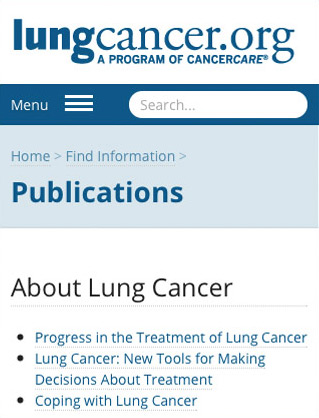 lungcancer.org
A PROGRAM OF CANCERCARE®
Menu
Search...
Home > Find Information >
Publications
About Lung Cancer
Progress in the Treatment of Lung Cancer
Lung Cancer: New Tools for Making
Decisions About Treatment
Coping with Lung Cancer